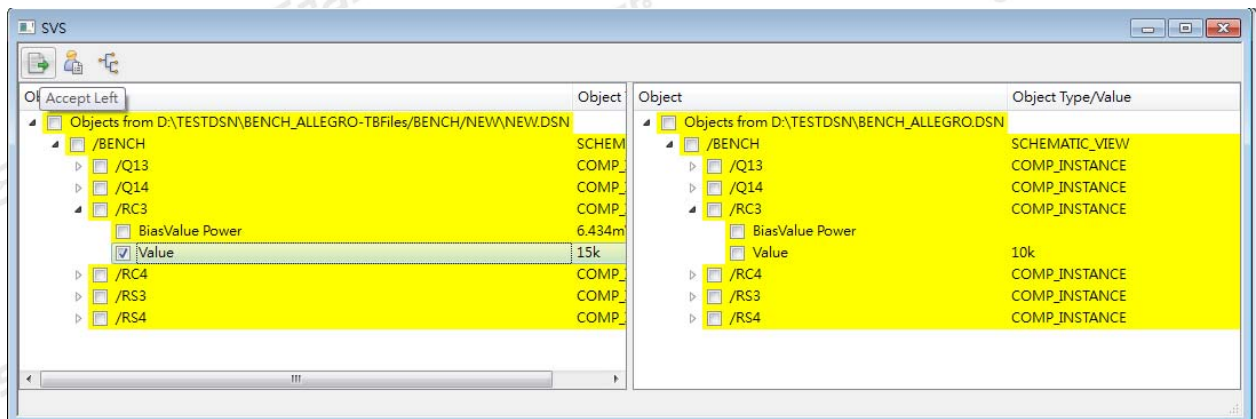 SVS
Accept Left
Object
Object Object Type/Value
Objects from D:\TESTDSN\BENCH_ALLEGRO-TBFiles/BENCH/NEW\NEW.DSN Objects from D:\TESTDSN\BENCH_ALLEGRO.DSN
/BENCH SCHEM /BENCH SCHEMATIC_VIEW
/Q13 COMP_ /Q13 COMP_INSTANCE
/Q14 COMP_ /Q14 COMP_INSTANCE
/RC3 COMP_ /RC3 COMP_INSTANCE
BiasValue Power 6.434m BiasValue Power
Value 15k Value 10k
/RC4 COMP_ /RC4 COMP_INSTANCE
/RS3 COMP_ /RS3 COMP_INSTANCE
/RS4 COMP_ /RS4 COMP_INSTANCE